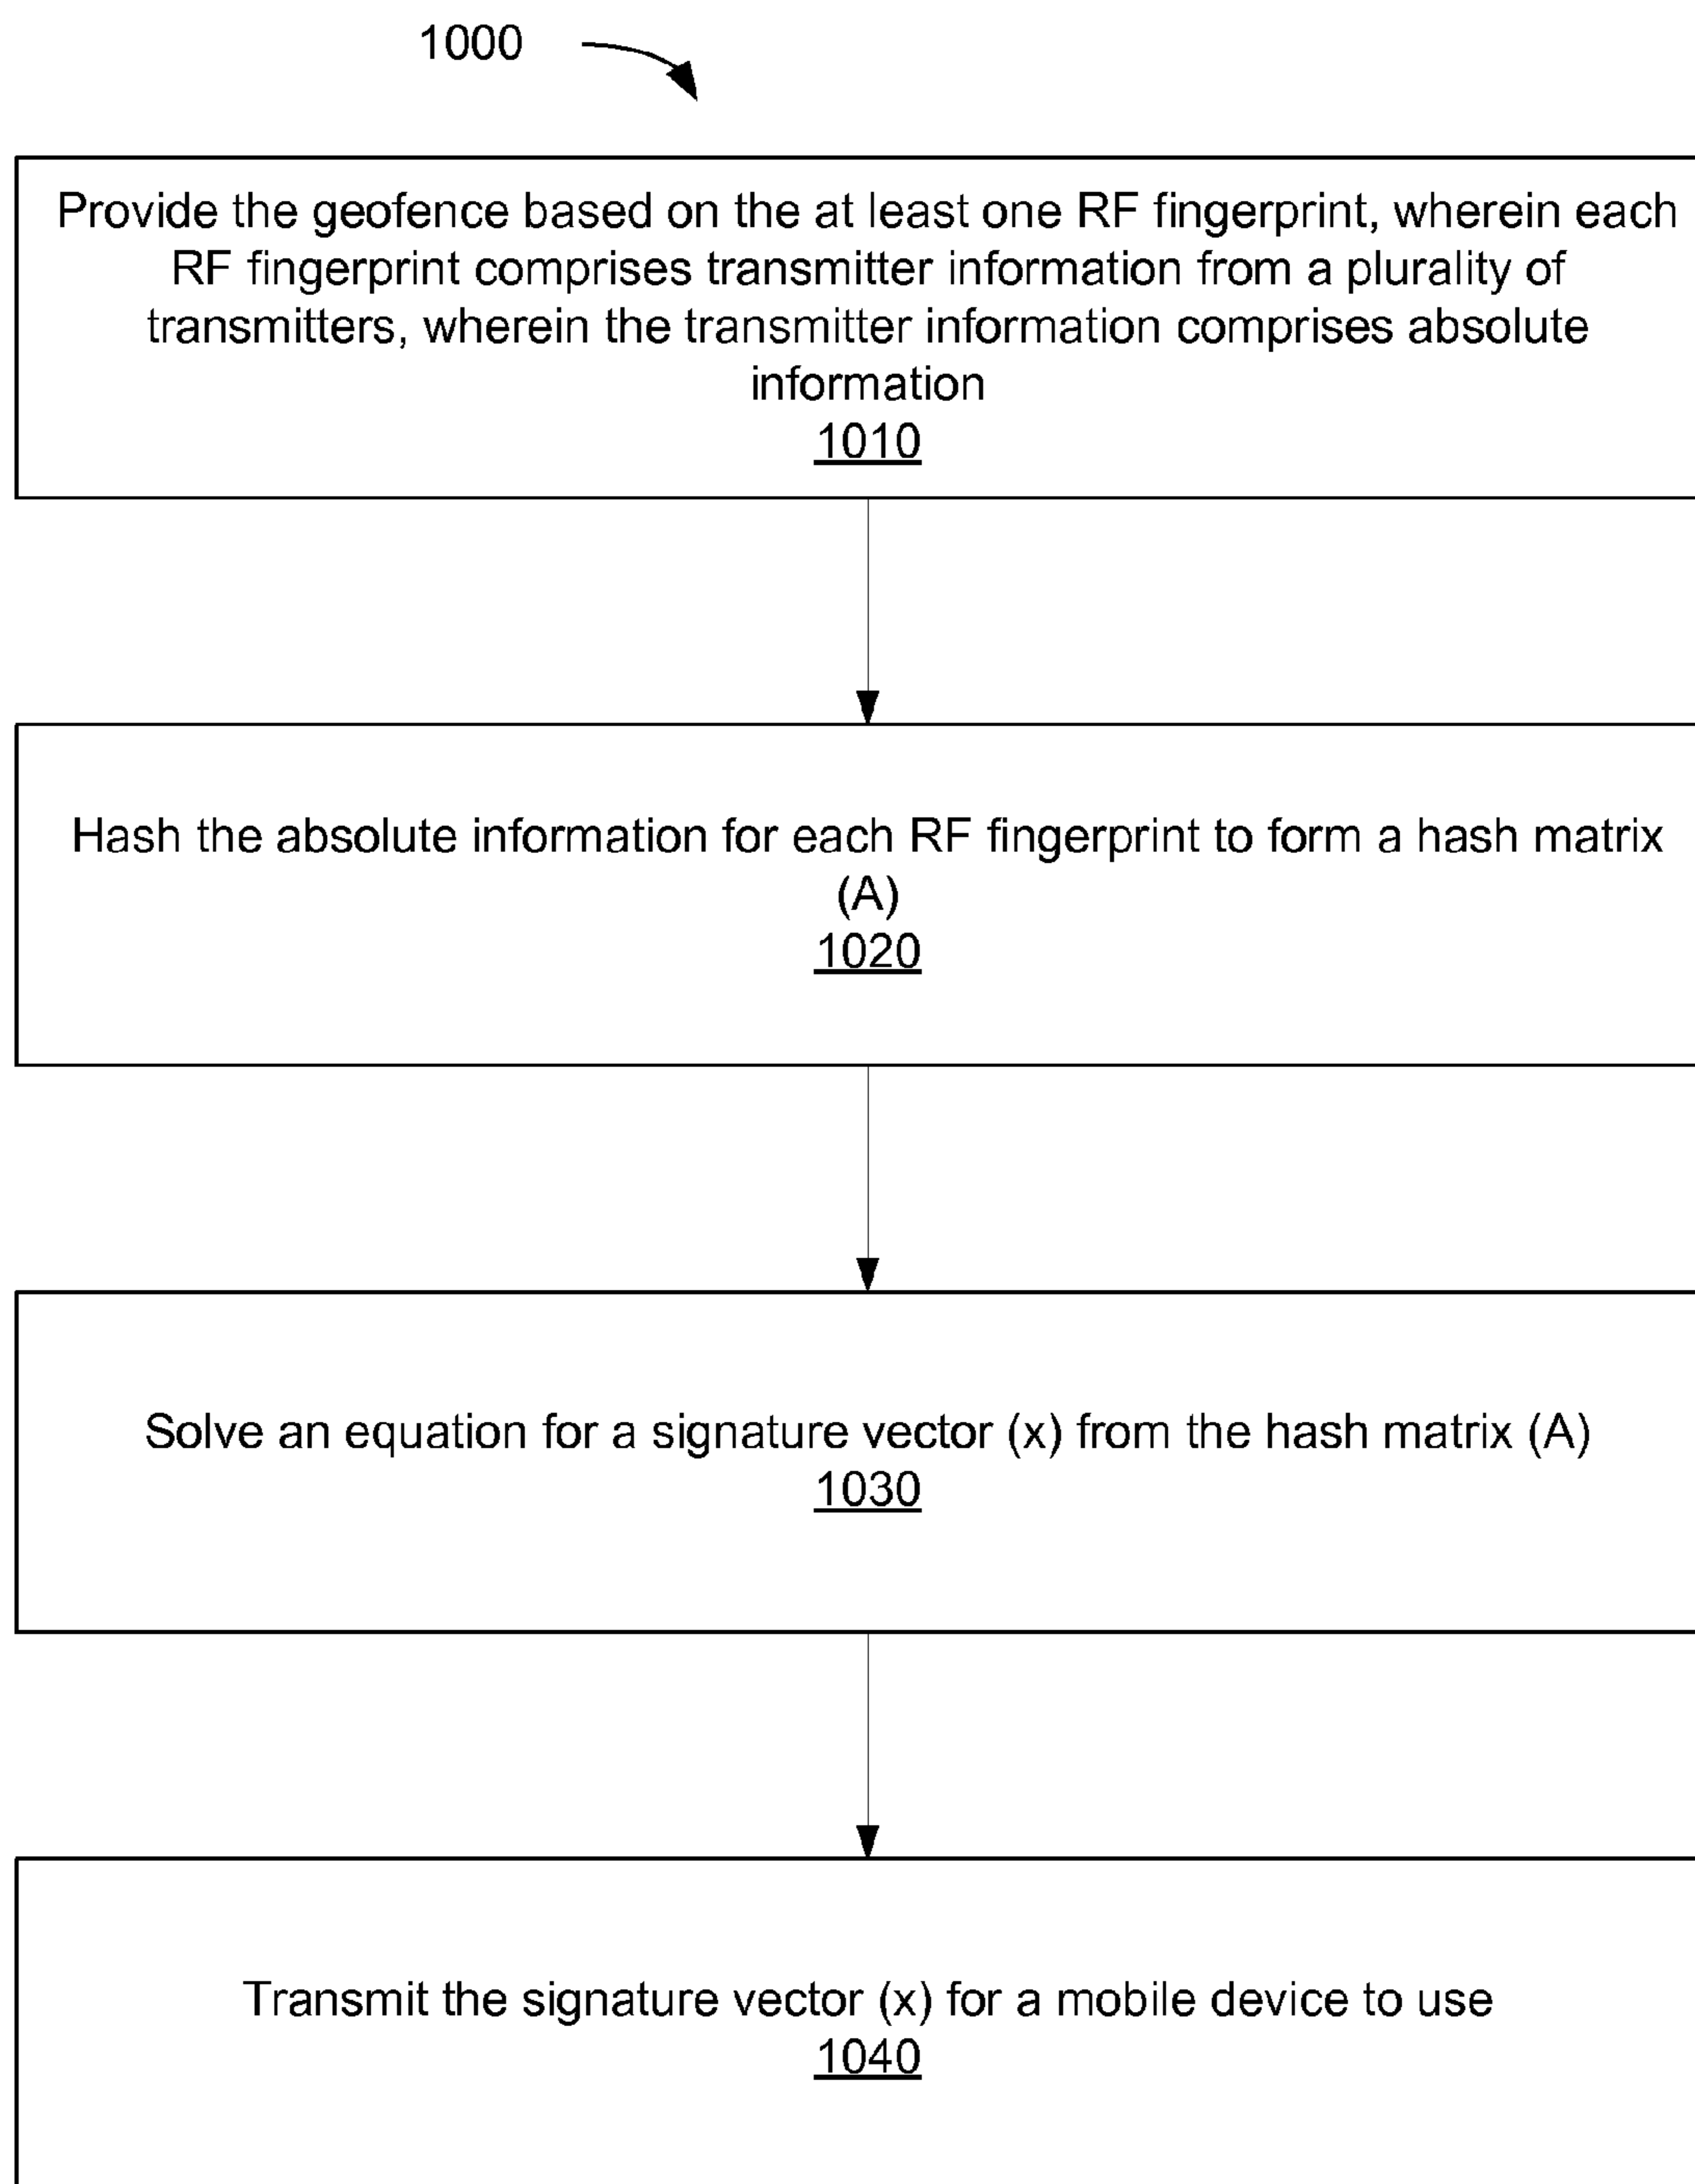 1000
Provide the geofence based on the at least one RF fingerprint, wherein each
RF fingerprint comprises transmitter information from a plurality of
transmitters, wherein the transmitter information comprises absolute
information
1010
Hash the absolute information for each RF fingerprint to form a hash matrix
(A)
1020
Solve an equation for a signature vector (x) from the hash matrix (A)
1030
Transmit the signature vector (x) for a mobile device to use
1040